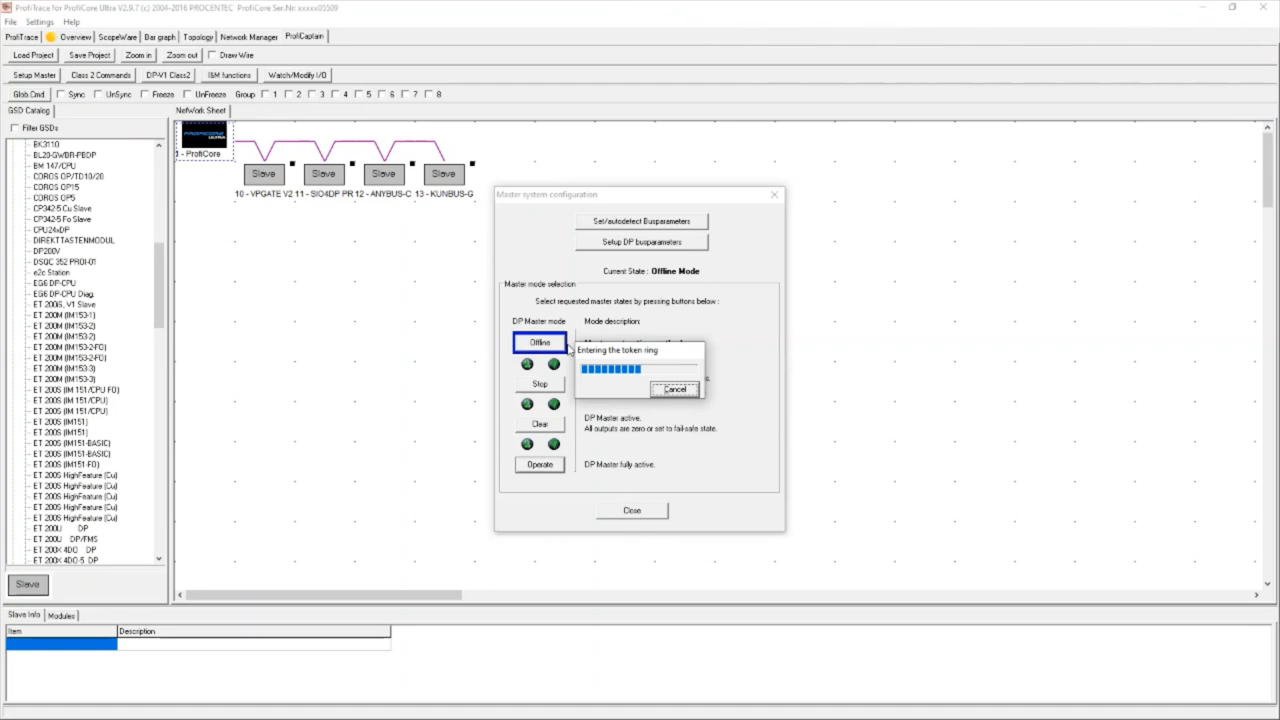 ProfiTrace for ProfiCore Ultra V2.9.7 (c) 2004-2016 PROCENTEC ProfiCore Ser.Nr: xxxxx05509
File Settings Help
ProfiTrace Overview ScopeWare Bar graph Topology Network Manager ProfiCaptain
Load Project Save Project Zoom in Zoom out Draw Wire
Setup Master Class 2 Commands DP-V1 Class2 I&M functions Watch/Modify I/O
Glob.Cmd Sync UnSync Freeze UnFreeze Group 1 2 3 4 5 6 7 8
GSD Catalog
Filter GSDs
BK3110
BL20-GWBR-PBDP
BM 147/CPU
COROS OP/TD10/20
COROS OP15
COROS OP5
CP342-5 Cu Slave
CP342-5 Fo Slave
CPU24xDP
DIREKTTASTENMODUL
DP200V
DSQC 352 PROI-01
e2c Station
EG6 DP-CPU
EG6 DP-CPU Diag.
ET 200S, V1 Slave
ET 200M (IM153-1)
ET 200M (IM153-2)
ET 200M (IM153-2)
ET 200M (IM153-2-FO)
ET 200M (IM153-2-FO)
ET 200M (IM153-3)
ET 200M (IM153-3)
ET 200S (IM 151/CPU FO)
ET 200S (IM 151/CPU)
ET 200S (IM 151/CPU)
ET 200S (IM151)
ET 200S (IM151)
ET 200S (IM151-BASIC)
ET 200S (IM151-BASIC)
ET 200S (IM151-FO)
ET 200S HighFeature (Cu)
ET 200S HighFeature (Cu)
ET 200S HighFeature (Cu)
ET 200S HighFeature (Cu)
ET 200S HighFeature (Cu)
ET 200U DP
ET 200U DP/FMS
ET 200X 4DO DP
ET 200X 4DO-5 DP
Slave
NetWork Sheet
PROFICORE
ULTRA
1 - ProfiCore
Slave Slave Slave Slave
10 - VPGATE V2 11 - SIO4DP PR 12 - ANYBUS-C 13 - KUNBUS-G
Master system configuration
Set/autodetect Busparameters
Setup DP busparameters
Current State : Offline Mode
Master mode selection
Select requested master states by pressing buttons below :
DP Master mode Mode description:
Offline
Entering the token ring
Cancel
Stop
Clear
DP Master active.
All outputs are zero or set to fail-safe state.
Operate DP Master fully active.
Close
Slave Info Modules
Item Description